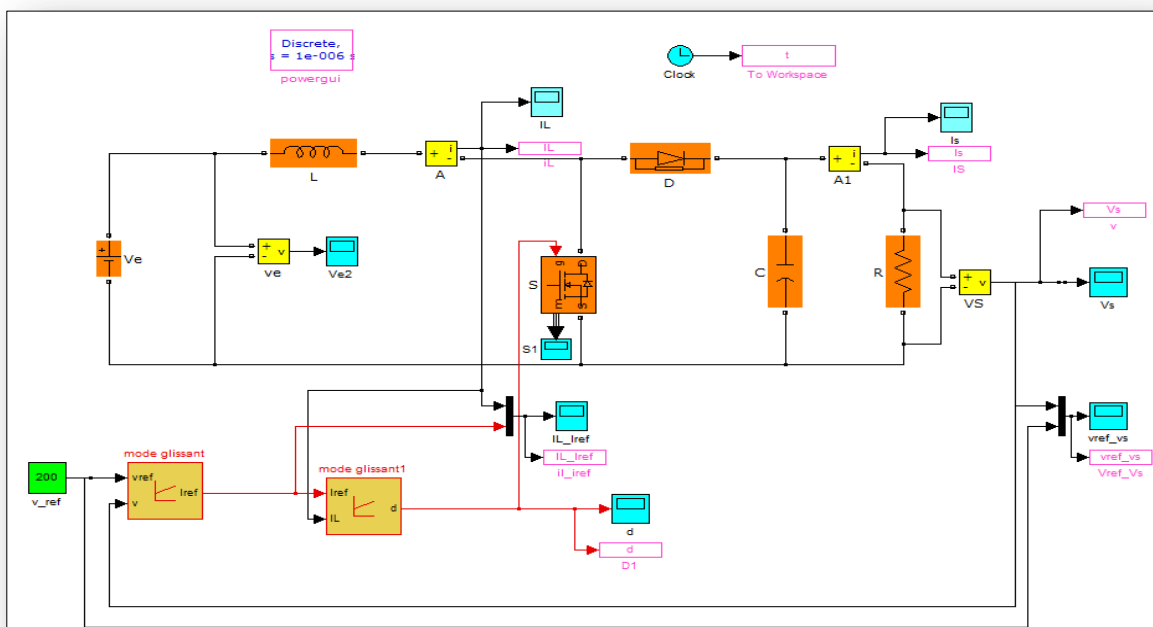 Discrete,
s = 1e-006 s
powergui
Clock
t
To Workspace
IL
IL
iL
L
+
-
i
A
D
+
-
i
A1
Is
Is
IS
Vs
v
+
Ve
+
-
v
ve
Ve2
g
D
S
m
S
S1
C
R
+
-
v
VS
Vs
IL_Iref
IL_Iref
il_iref
vref_vs
vref_vs
Vref_Vs
mode glissant
200
v_ref
vref
v
Iref
mode glissant1
Iref
IL
d
d
d
D1